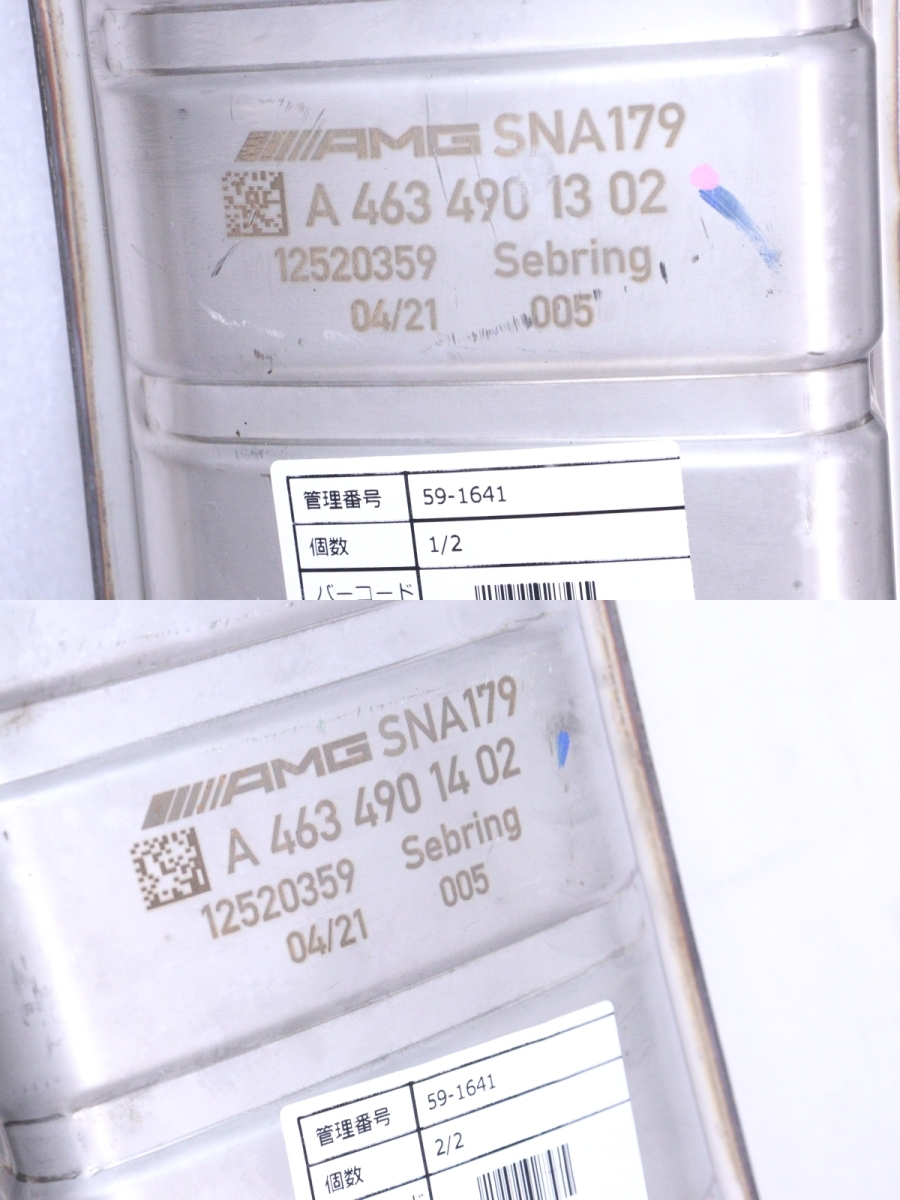 AMG SNA179
A 463 490 13 02
12520359 Sebring
04/21 005
管理番号 59-1641
個数 1/2
バーコード
AMG SNA179
A 463 490 14 02
12520359 Sebring
04/21 005
管理番号 59-1641
個数 2/2